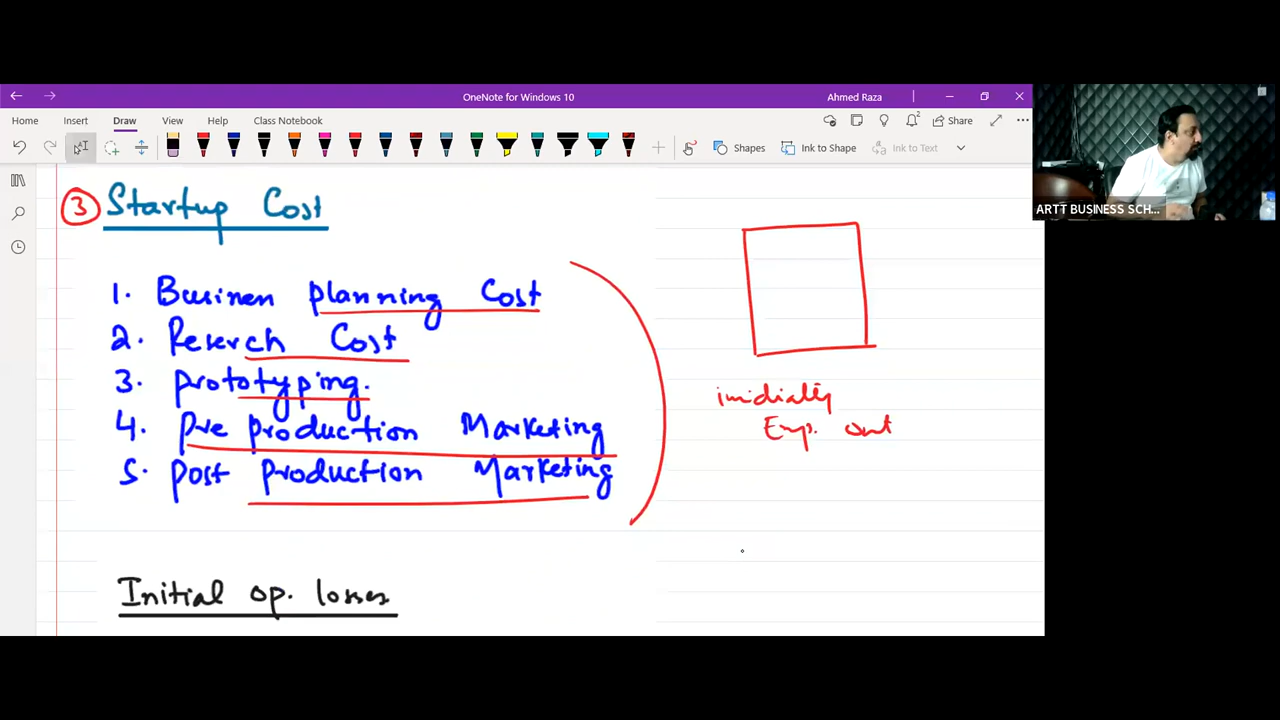 OneNote for Windows 10
Ahmed Raza
Home Insert Draw View Help Class Notebook
Share
Shapes Ink to Shape Ink to Text
ARTT BUSINESS SCH...
3 Startup Cost
1. Businen planning Cost
2. Reserch Cost
3. prototyping.
4. pre production Marketing
5. post production Marketing
imidially
Exp. out
Initial op. losses